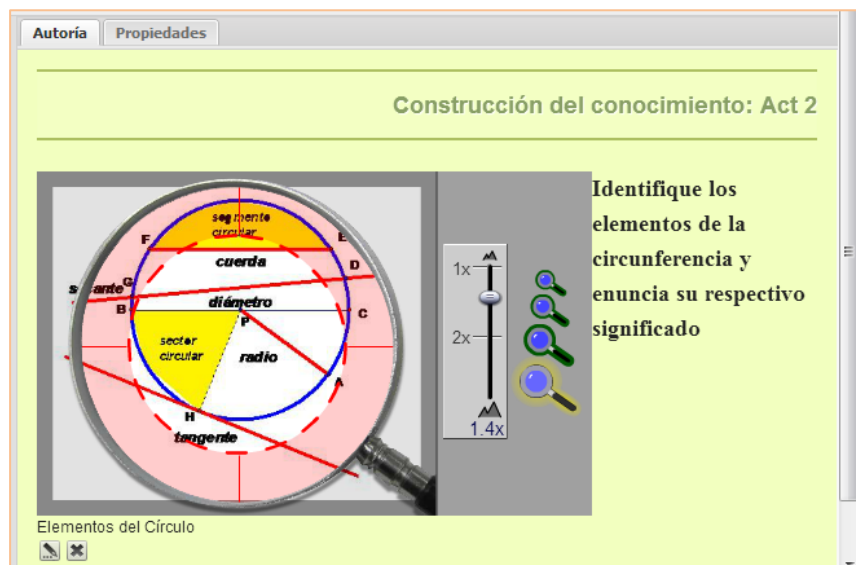 Autoría Propiedades
Construcción del conocimiento: Act 2
Identifique los
elementos de la
circunferencia y
enuncia su respectivo
significado
segmento
circular
F
E
cuerda
D
G
secante
diámetro
B
C
P
sector
circular
radio
A
H
tangente
1x
2x
1.4x
Elementos del Círculo